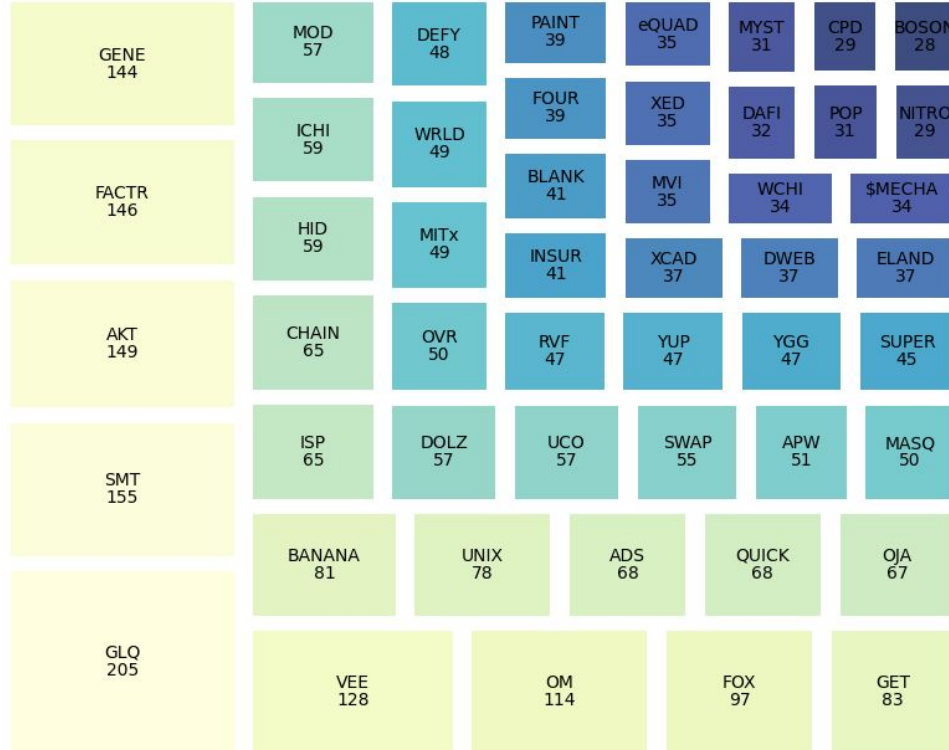 GENE
144
FACTR
146
AKT
149
SMT
155
GLQ
205
MOD
57
ICHI
59
HID
59
CHAIN
65
ISP
65
DEFY
48
WRLD
49
MITx
49
OVR
50
PAINT
39
FOUR
39
BLANK
41
INSUR
41
eQUAD
35
XED
35
MVI
35
MYST
31
CPD
29
BOSON
28
DAFI
32
POP
31
NITRO
29
WCHI
34
$MECHA
34
XCAD
37
DWEB
37
ELAND
37
RVF
47
YUP
47
YGG
47
SUPER
45
DOLZ
57
UCO
57
SWAP
55
APW
51
MASQ
50
BANANA
81
UNIX
78
ADS
68
QUICK
68
OJA
67
VEE
128
OM
114
FOX
97
GET
83